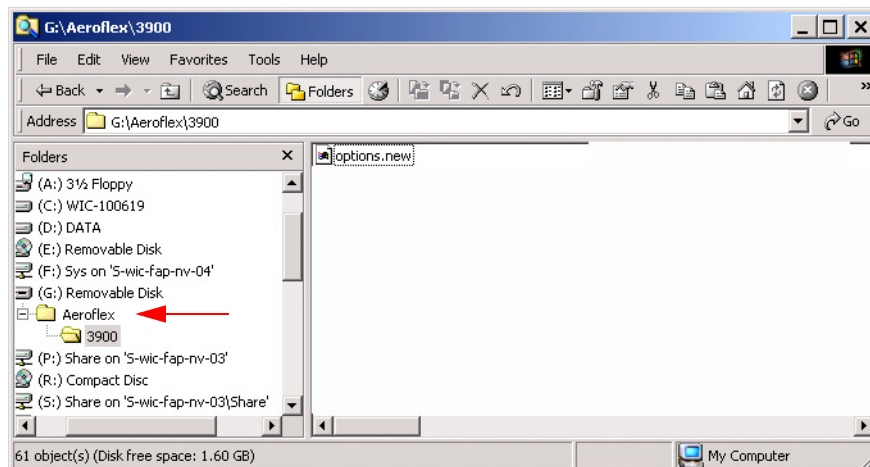 G:\Aeroflex\3900
File Edit View Favorites Tools Help
Back Search Folders »
Address G:\Aeroflex\3900 Go
Folders
options.new
(A:) 3½ Floppy
(C:) WIC-100619
(D:) DATA
(E:) Removable Disk
(F:) Sys on 'S-wic-fap-nv-04'
(G:) Removable Disk
Aeroflex
3900
(P:) Share on 'S-wic-fap-nv-03'
(R:) Compact Disc
(S:) Share on 'S-wic-fap-nv-03\Share'
61 object(s) (Disk free space: 1.60 GB) My Computer